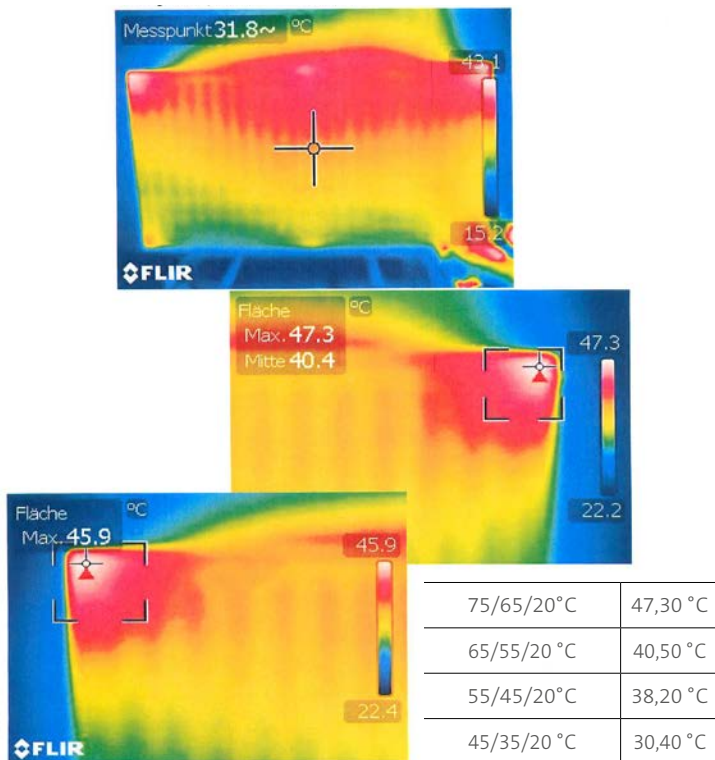 Messpunkt 31.8~ °C
43.1
15.2
FLIR
Fläche °C
Max. 47.3
Mitte 40.4
47.3
22.2
Fläche °C
Max. 45.9
45.9
22.4
FLIR
75/65/20°C 47,30 °C
65/55/20 °C 40,50 °C
55/45/20°C 38,20 °C
45/35/20 °C 30,40 °C